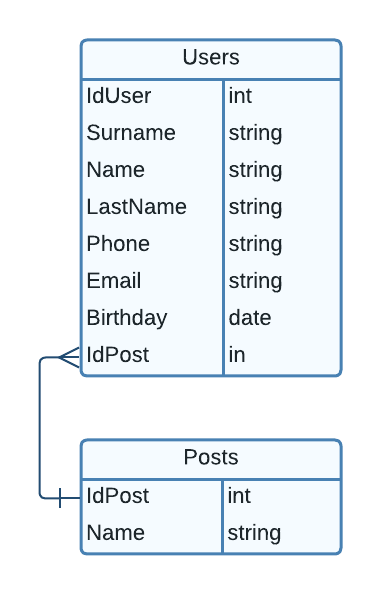 Users
IdUser int
Surname string
Name string
LastName string
Phone string
Email string
Birthday date
IdPost in
Posts
IdPost int
Name string